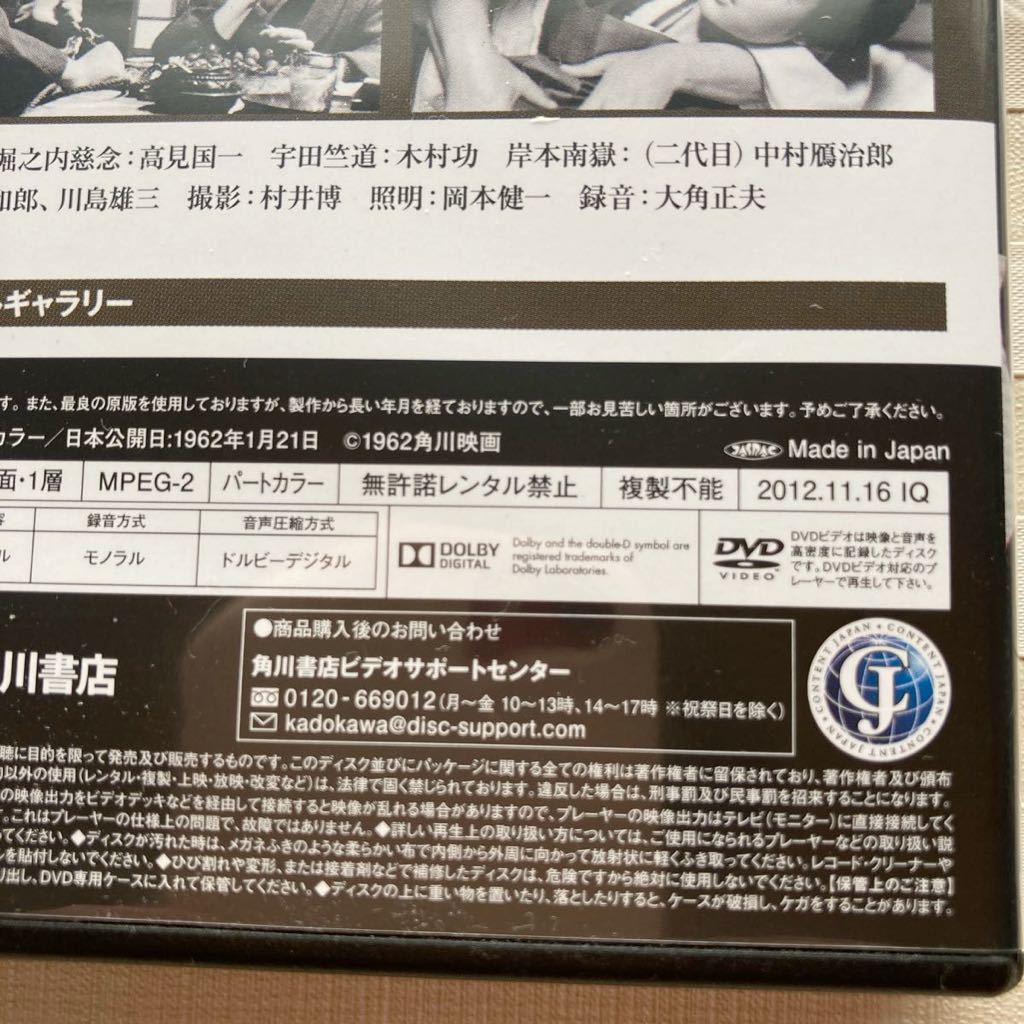 堀之内慈念：高見国一　宇田竺道：木村功　岸本南嶽：（二代目）中村鴈治郎
和郎、川島雄三　撮影：村井博　照明：岡本健一　録音：大角正夫
ギャラリー
す。また、最良の原版を使用しておりますが、製作から長い年月を経ておりますので、一部お見苦しい箇所がございます。予めご了承ください。
カラー／日本公開日:1962年1月21日　©1962角川映画
JASRAC Made in Japan
面・1層 MPEG-2 パートカラー 無許諾レンタル禁止 複製不能 2012.11.16 IQ
録音方式 音声圧縮方式
ル モノラル ドルビーデジタル
DOLBY DIGITAL
Dolby and the double-D symbol are
registered trademarks of
Dolby Laboratories.
DVD VIDEO
DVDビデオは映像と音声を
高密度に記録したディスク
です。DVDビデオ対応のプ
レーヤーで再生して下さい。
川書店
●商品購入後のお問い合わせ
角川書店ビデオサポートセンター
0120-669012(月～金 10～13時、14～17時 ※祝祭日を除く)
kadokawa@disc-support.com
CONTENT JAPAN ★ CONTENT JAPAN ★ CONTENT JAPAN
CJ
聴に目的を限って発売及び販売するものです。このディスク並びにパッケージに関する全ての権利は著作権者に留保されており、著作権者及び頒布
以外の使用（レンタル・複製・上映・放映・改変など）は、法律で固く禁じられております。違反した場合は、刑事罰及び民事罰を招来することになります。
の映像出力をビデオデッキなどを経由して接続すると映像が乱れる場合がありますので、プレーヤーの映像出力はテレビ（モニター）に直接接続してく
。これはプレーヤーの仕様上の問題で、故障ではありません。◆詳しい再生上の取り扱い方については、ご使用になられるプレーヤーなどの取り扱い説
ってください。◆ディスクが汚れた時は、メガネふきのような柔らかい布で内側から外周に向かって放射状に軽くふき取ってください。レコード・クリーナーや
ンを貼付しないでください。◆ひび割れや変形、または接着剤などで補修したディスクは、危険ですから絶対に使用しないでください。【保管上のご注意】
り出し、DVD専用ケースに入れて保管してください。◆ディスクの上に重い物を置いたり、落としたりすると、ケースが破損し、ケガをすることがあります。